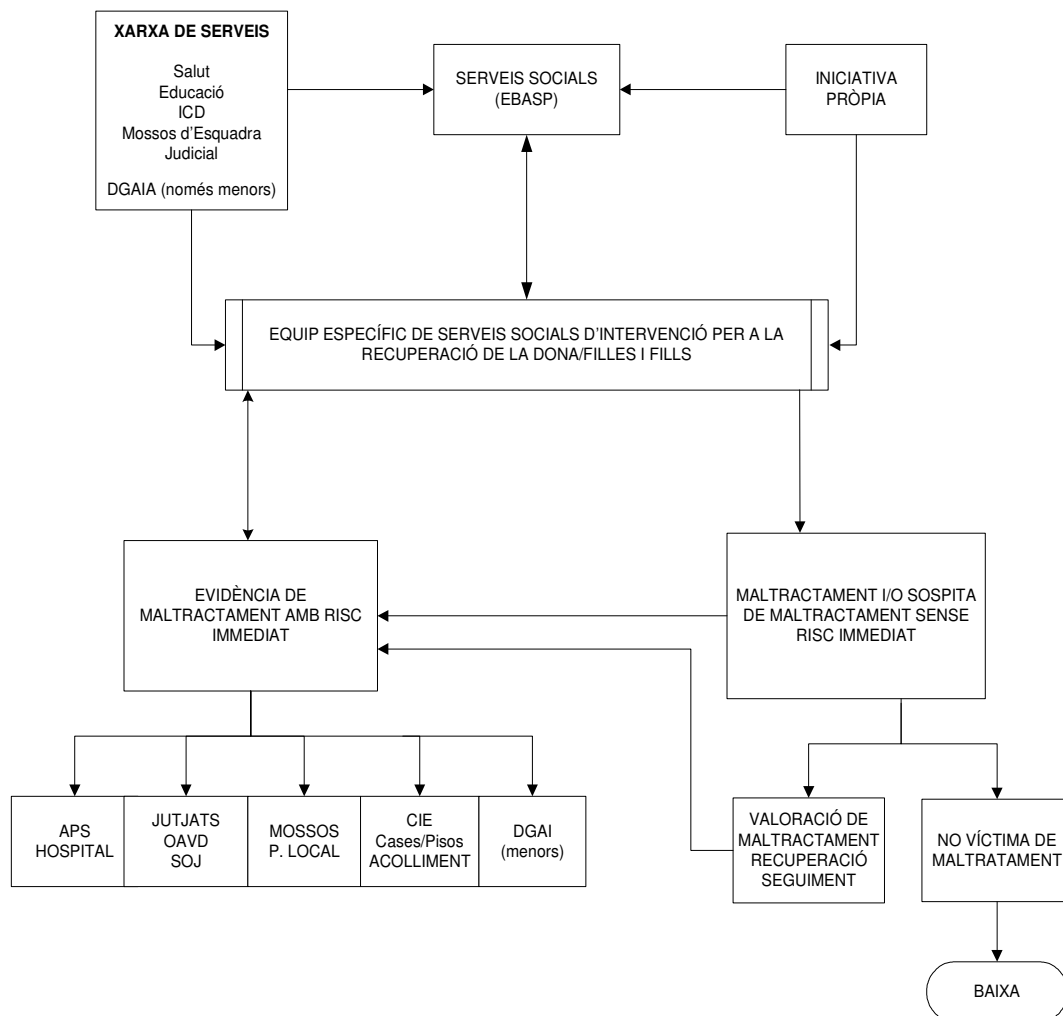 XARXA DE SERVEIS
Salut
Educació
ICD
Mossos d'Esquadra
Judicial
DGAIA (només menors)
SERVEIS SOCIALS
(EBASP)
INICIATIVA
PRÒPIA
EQUIP ESPECÍFIC DE SERVEIS SOCIALS D'INTERVENCIÓ PER A LA
RECUPERACIÓ DE LA DONA/FILLES I FILLS
EVIDÈNCIA DE
MALTRACTAMENT AMB RISC
IMMEDIAT
MALTRACTAMENT I/O SOSPITA
DE MALTRACTAMENT SENSE
RISC IMMEDIAT
APS
HOSPITAL
JUTJATS
OAVD
SOJ
MOSSOS
P. LOCAL
CIE
Cases/Pisos
ACOLLIMENT
DGAI
(menors)
VALORACIÓ DE
MALTRACTAMENT
RECUPERACIÓ
SEGUIMENT
NO VÍCTIMA DE
MALTRATAMENT
BAIXA